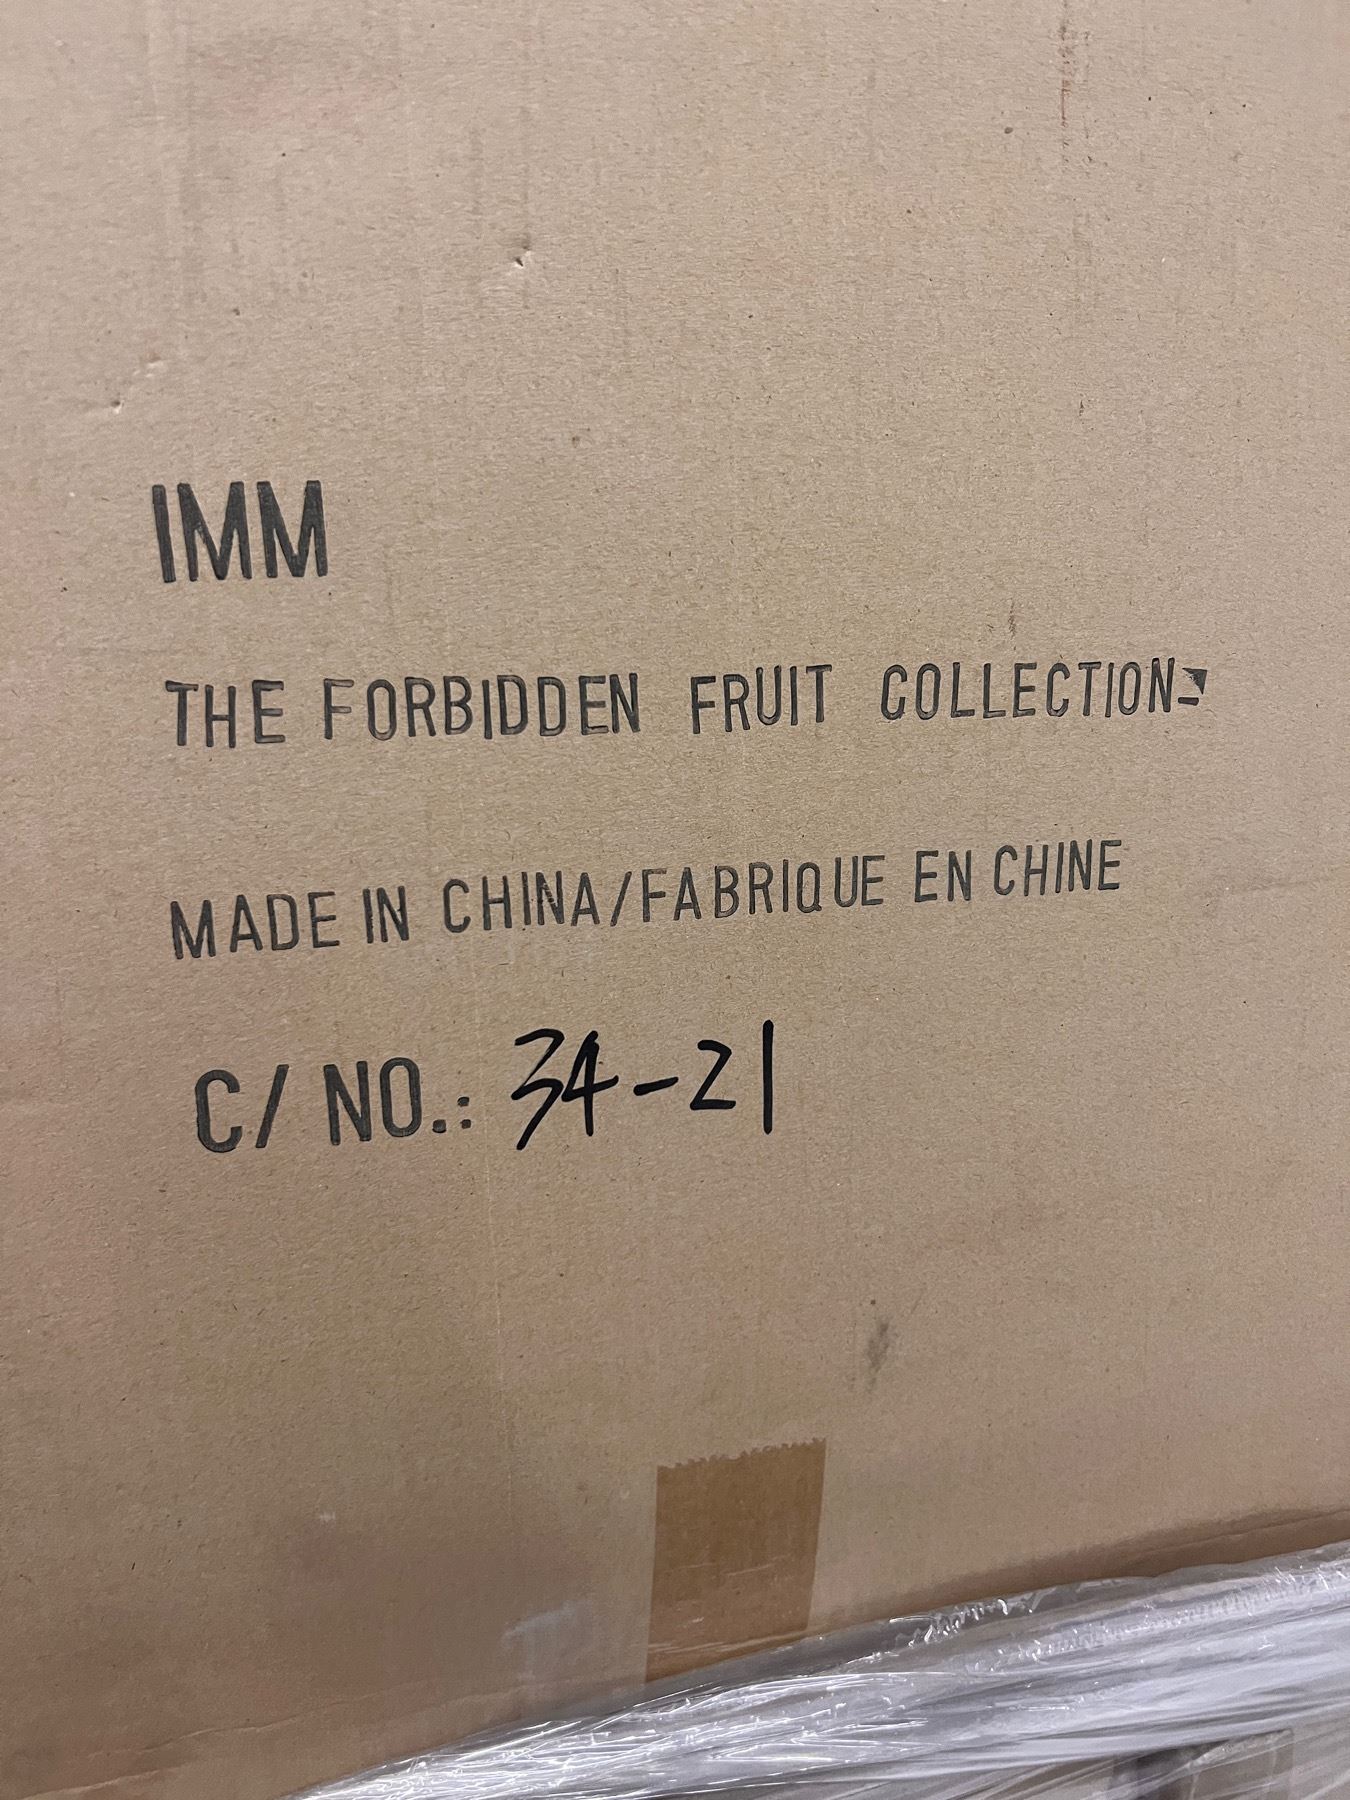 IMM
THE FORBIDDEN FRUIT COLLECTION
MADE IN CHINA/FABRIQUE EN CHINE
C/ NO.: 34-21